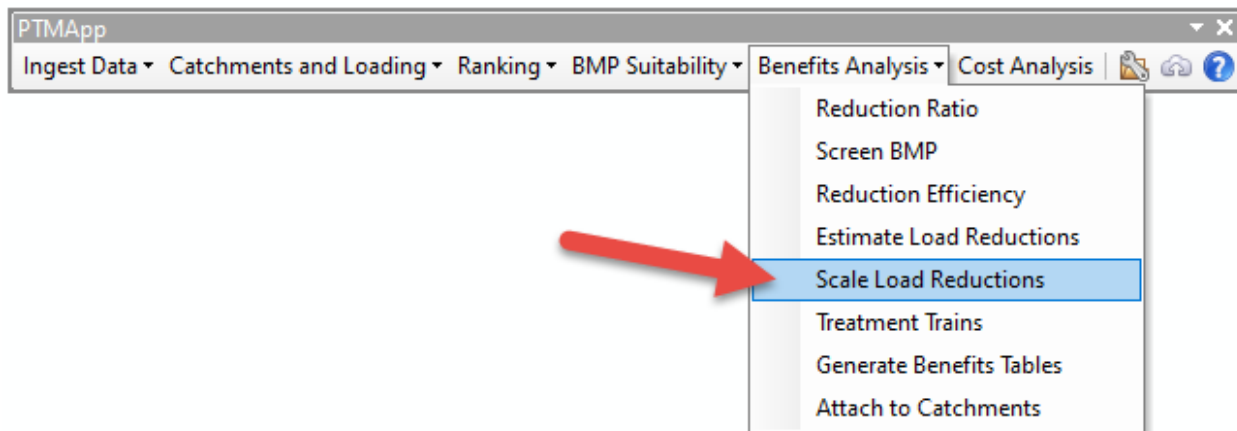 PTMApp
Ingest Data Catchments and Loading Ranking BMP Suitability Benefits Analysis Cost Analysis ?
Reduction Ratio
Screen BMP
Reduction Efficiency
Estimate Load Reductions
Scale Load Reductions
Treatment Trains
Generate Benefits Tables
Attach to Catchments